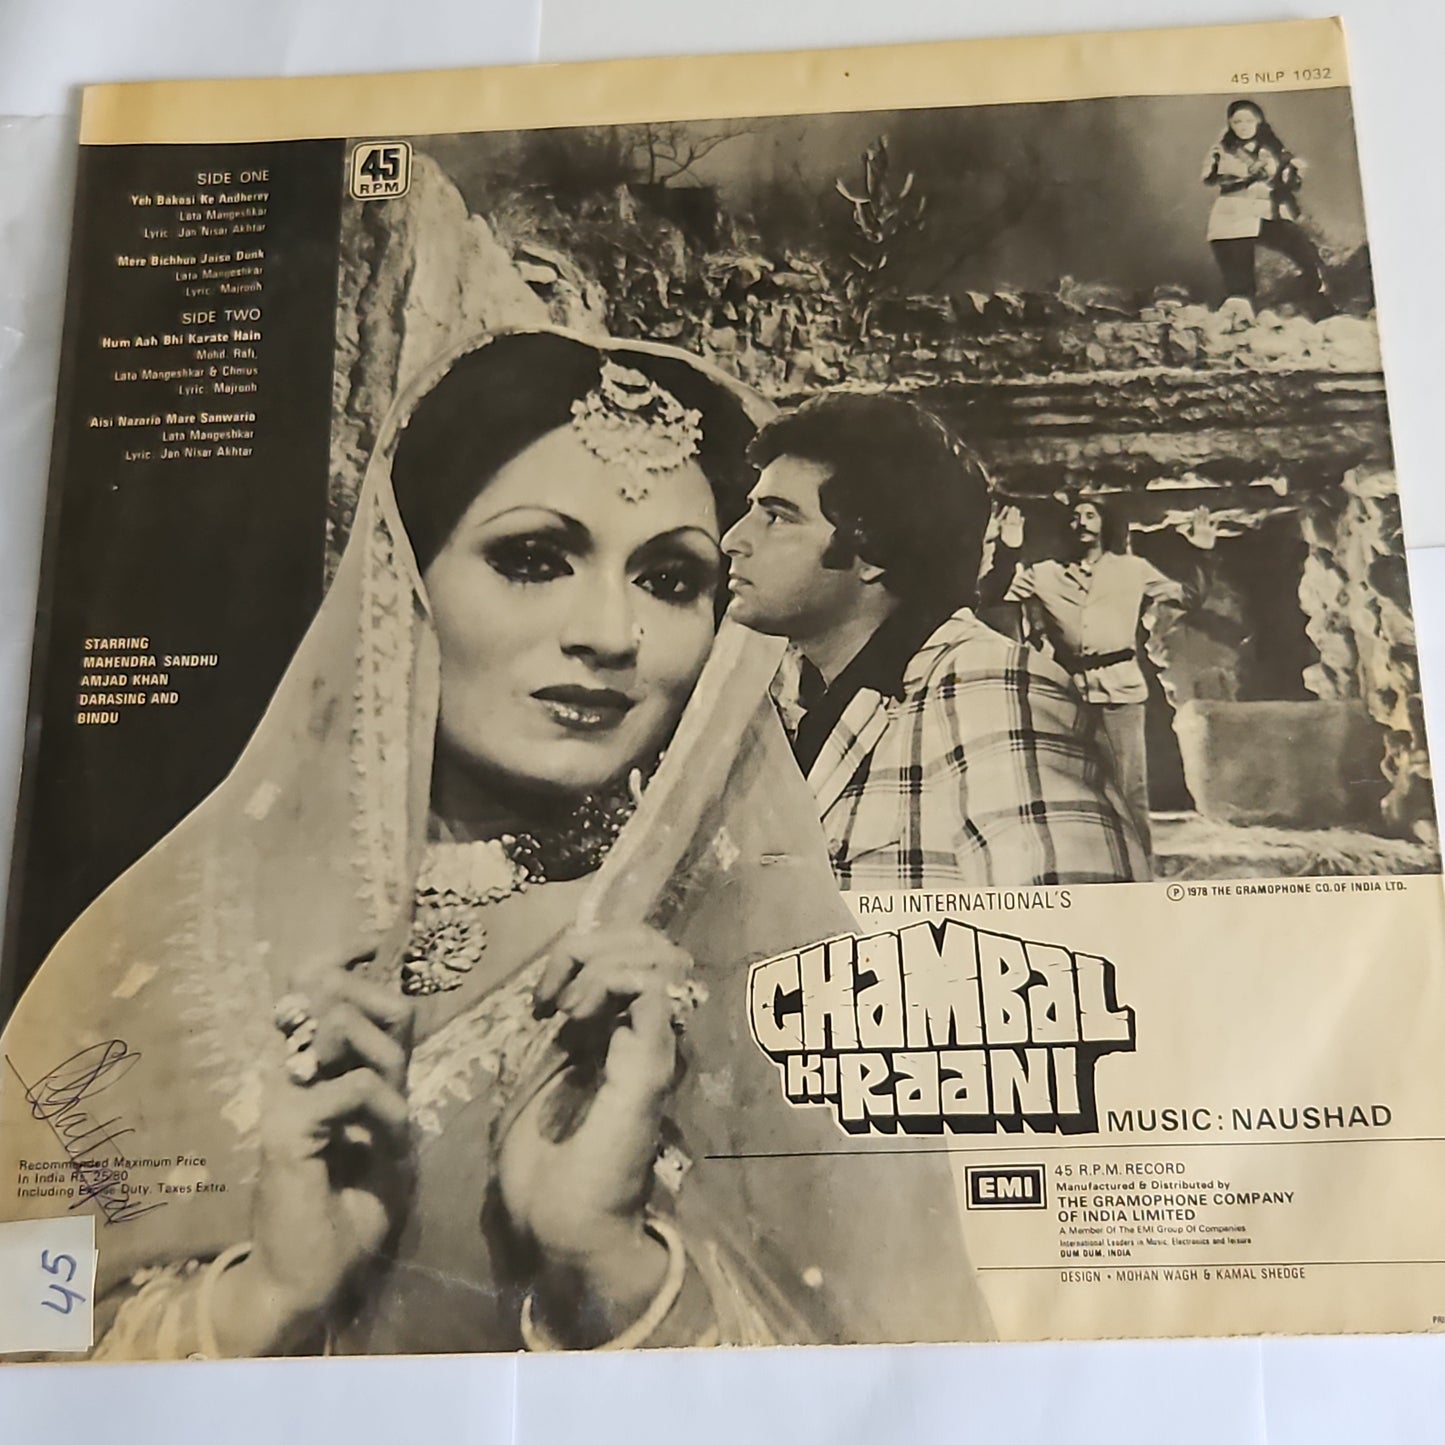 45 NLP 1032
45
RPM
SIDE ONE
Yeh Bakasi Ke Andherey
Lata Mangeshkar
Lyric: Jan Nisar Akhtar
Mere Bichhua Jaisa Dunk
Lata Mangeshkar
Lyric: Majrooh
SIDE TWO
Hum Aah Bhi Karate Hain
Mohd. Rafi,
Lata Mangeshkar & Chorus
Lyric: Majrooh
Aisi Nazaria Mare Sanwaria
Lata Mangeshkar
Lyric: Jan Nisar Akhtar
STARRING
MAHENDRA SANDHU
AMJAD KHAN
DARASING AND
BINDU
℗ 1978 THE GRAMOPHONE CO. OF INDIA LTD.
RAJ INTERNATIONAL'S
CHAMBAL
KI RAANI
MUSIC: NAUSHAD
EMI
45 R.P.M. RECORD
Manufactured & Distributed by
THE GRAMOPHONE COMPANY
OF INDIA LIMITED
A Member Of The EMI Group Of Companies
International Leaders in Music, Electronics and leisure
DUM DUM, INDIA
DESIGN • MOHAN WAGH & KAMAL SHEDGE
Recommended Maximum Price
In India Rs. 25/80
Including Excise Duty. Taxes Extra.
45